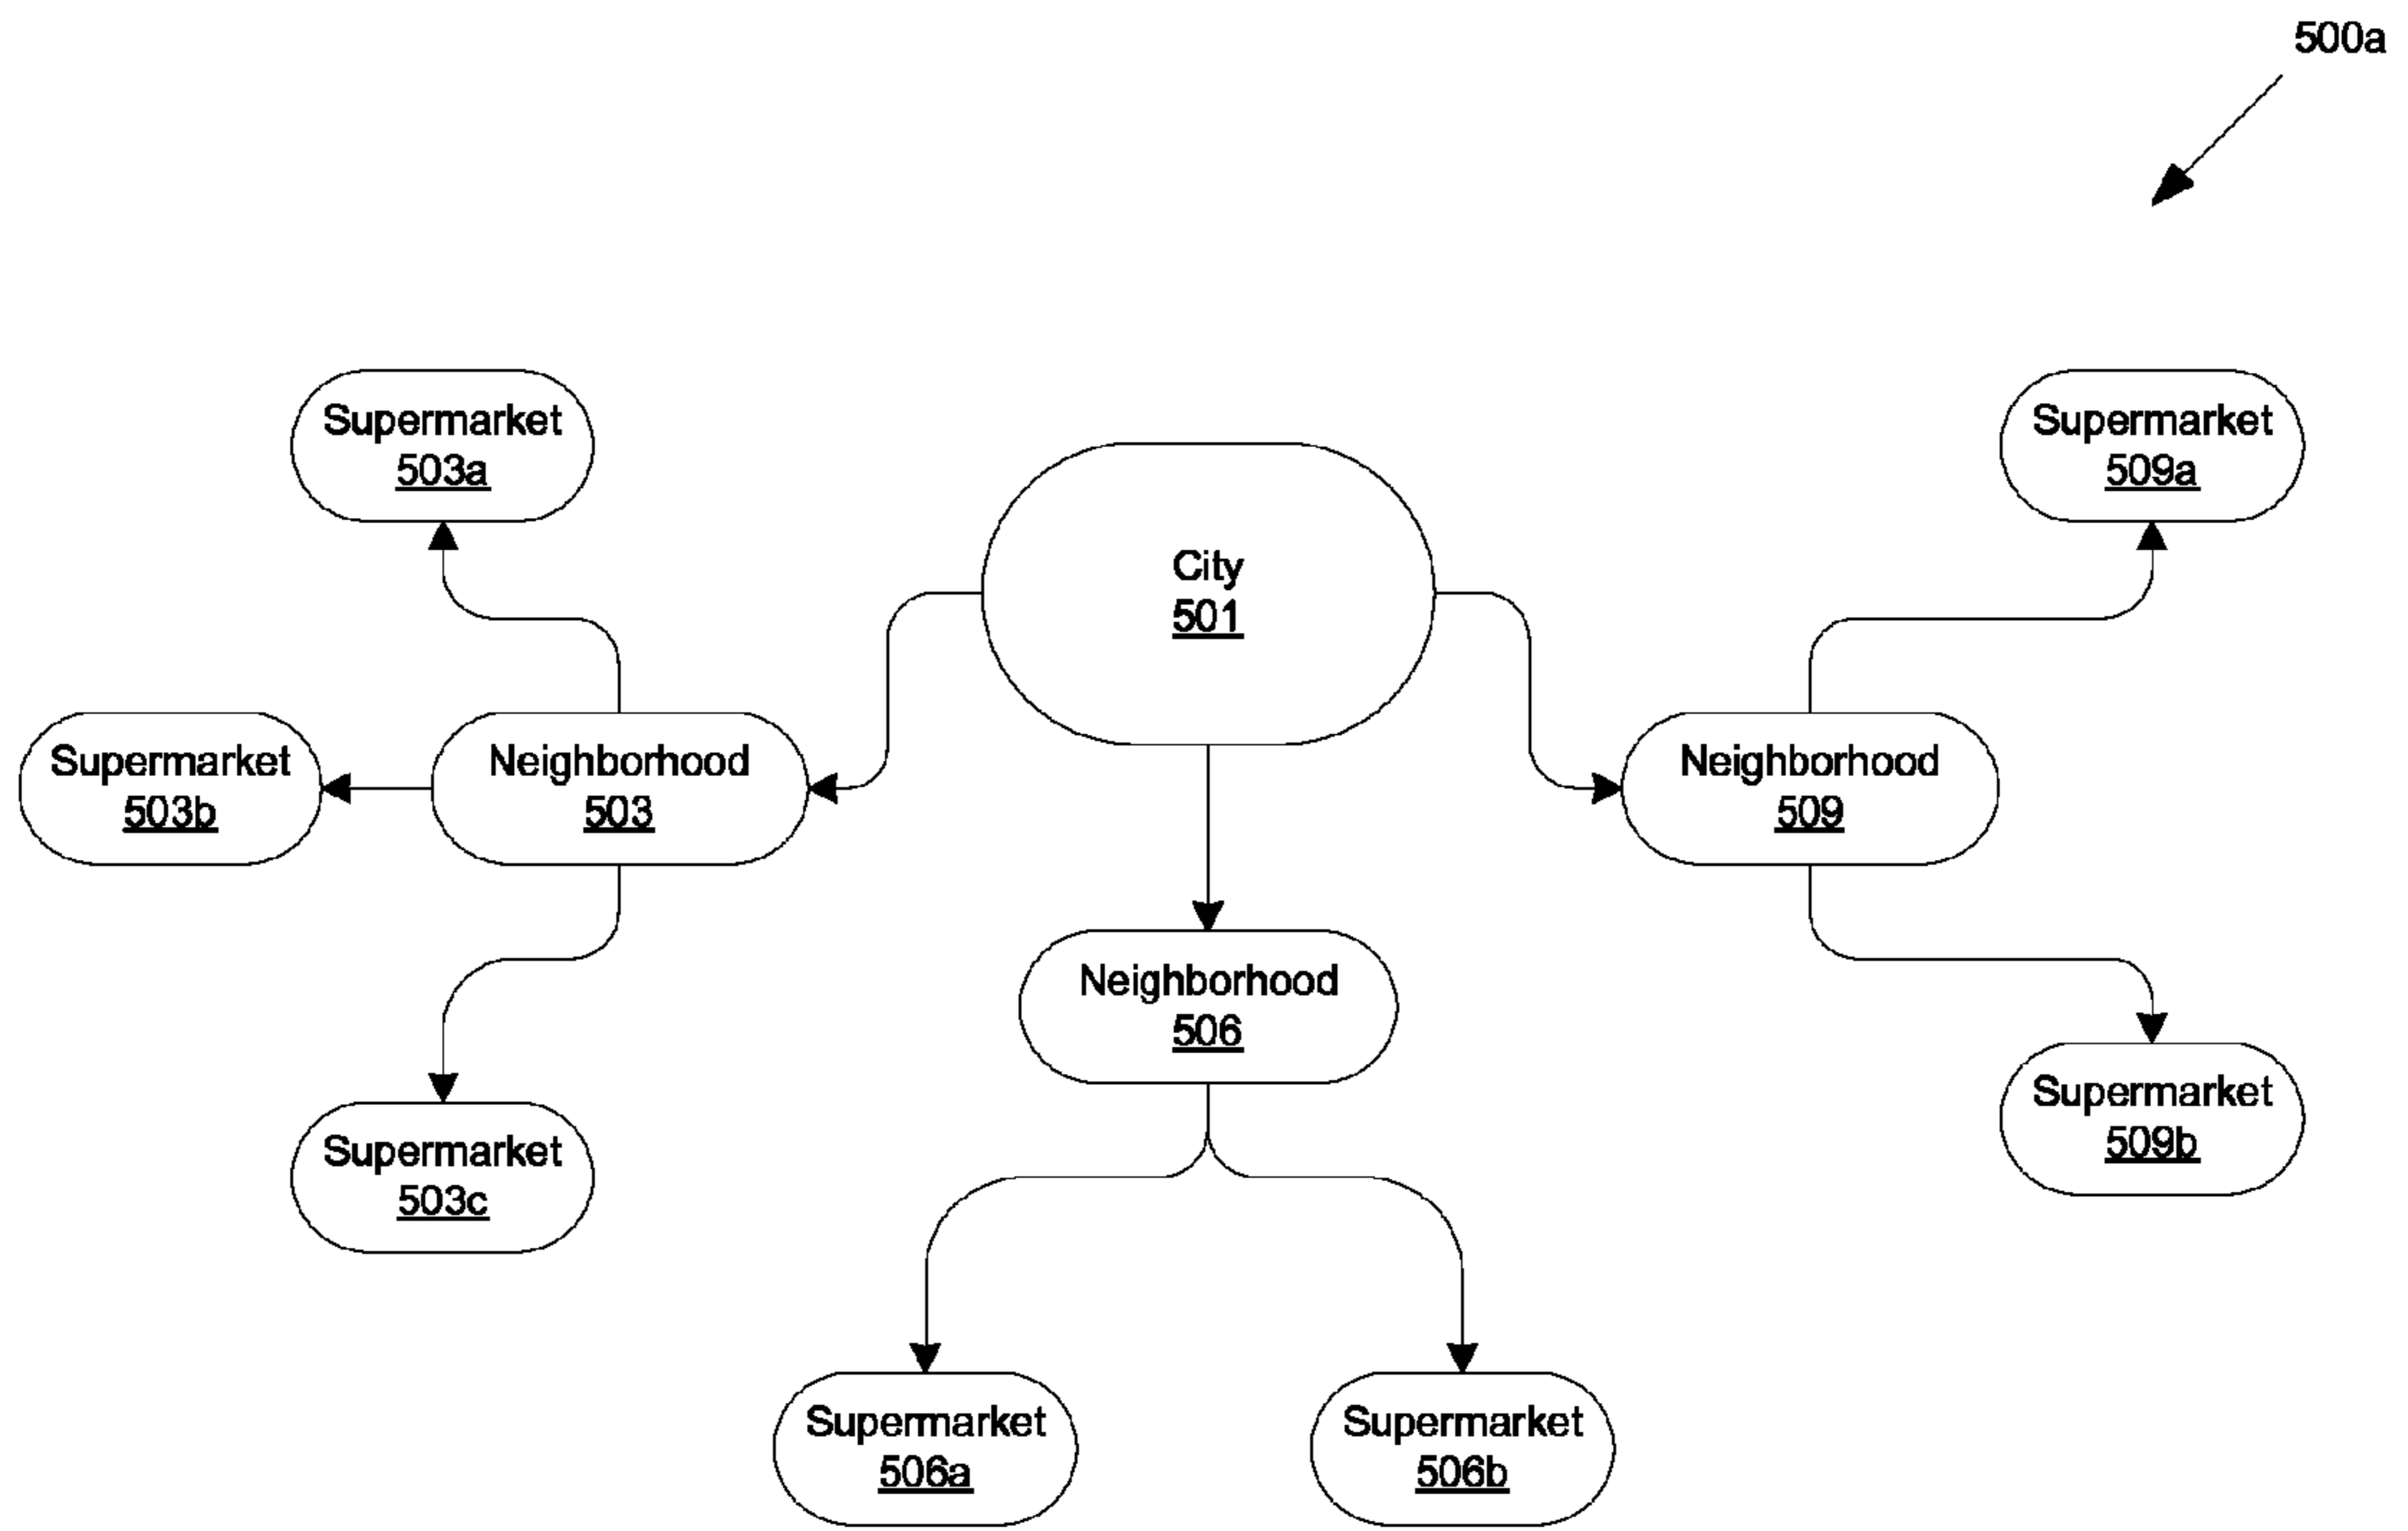 500a
Supermarket
503a
Supermarket
509a
City
501
Supermarket
503b
Neighborhood
503
Neighborhood
509
Neighborhood
506
Supermarket
509b
Supermarket
503c
Supermarket
506a
Supermarket
506b